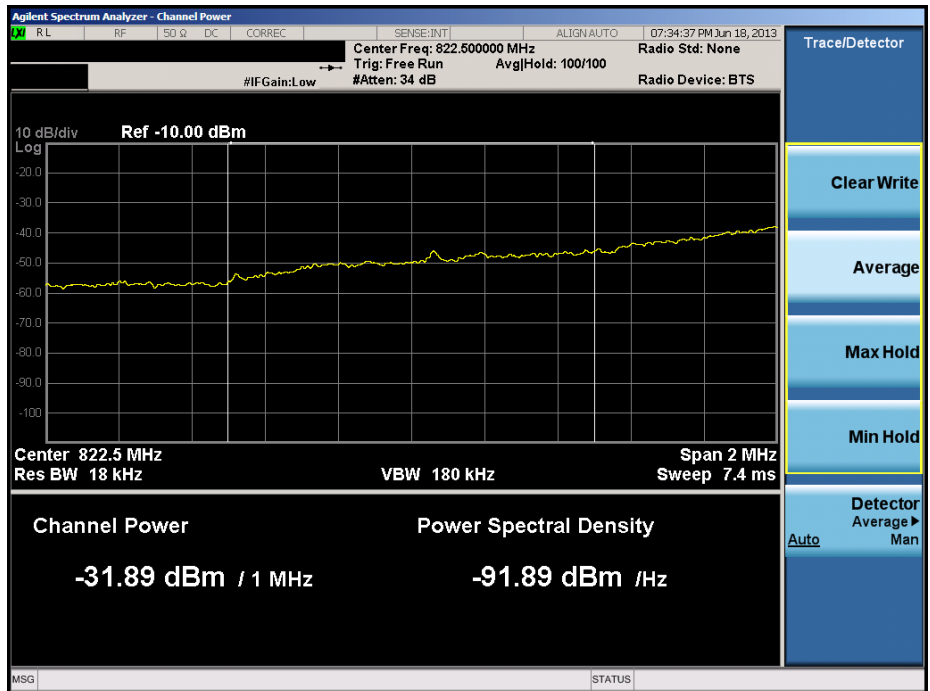 Agilent Spectrum Analyzer - Channel Power
LXI RL RF 50 Ω DC CORREC SENSE:INT ALIGN AUTO 07:34:37 PM Jun 18, 2013
Center Freq: 822.500000 MHz Radio Std: None
Trig: Free Run Avg|Hold: 100/100
#IFGain:Low #Atten: 34 dB Radio Device: BTS
Trace/Detector
10 dB/div Ref -10.00 dBm
Log
-20.0
-30.0
-40.0
-50.0
-60.0
-70.0
-80.0
-90.0
-100
Center 822.5 MHz Span 2 MHz
Res BW 18 kHz VBW 180 kHz Sweep 7.4 ms
Channel Power Power Spectral Density
-31.89 dBm / 1 MHz -91.89 dBm /Hz
Clear Write
Average
Max Hold
Min Hold
Detector
Average▶
Auto Man
MSG STATUS